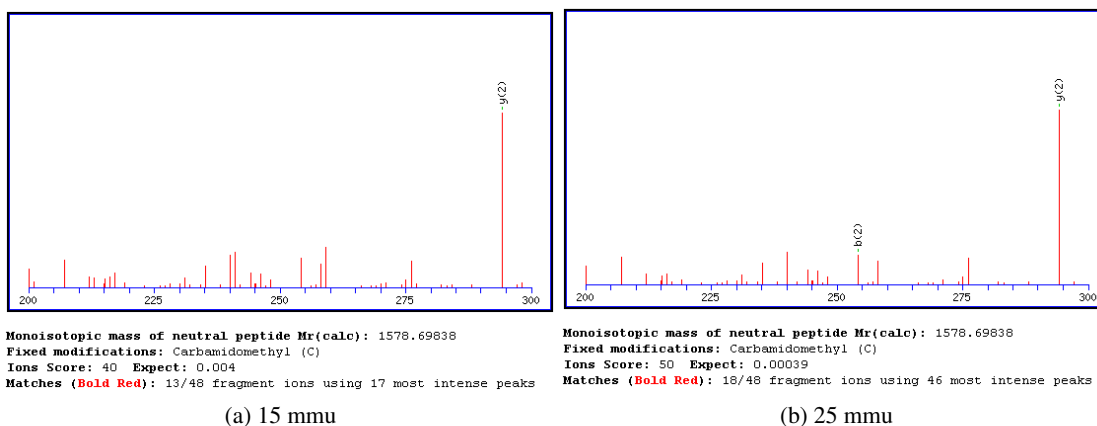 y(2)
200 225 250 275 300
Monoisotopic mass of neutral peptide Mr(calc): 1578.69838
Fixed modifications: Carbamidomethyl (C)
Ions Score: 40 Expect: 0.004
Matches (Bold Red): 13/48 fragment ions using 17 most intense peaks
(a) 15 mmu
y(2)
b(2)
200 225 250 275 300
Monoisotopic mass of neutral peptide Mr(calc): 1578.69838
Fixed modifications: Carbamidomethyl (C)
Ions Score: 50 Expect: 0.00039
Matches (Bold Red): 18/48 fragment ions using 46 most intense peaks
(b) 25 mmu